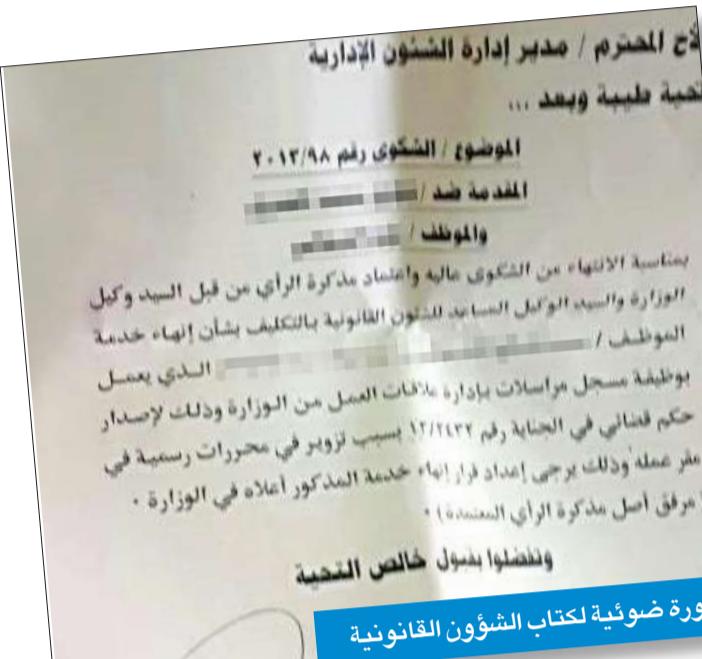 لاح المحترم / مدير إدارة الشئون الإدارية
تحية طيبة وبعد ...
الموضوع / الشكوى رقم ٢٠١٣/٩٨
المقدمة ضد /
والموظف /
بمناسبة الانتهاء من الشكوى عاليه واعتماد مذكرة الرأي من قبل السيد وكيل
الوزارة والسيد الوكيل المساعد للشئون القانونية بالتكليف بشأن إنهاء خدمة
الموظف / الذي يعمل
بوظيفة مسجل مراسلات بإدارة علاقات العمل من الوزارة وذلك لإصدار
حكم قضائي في الجناية رقم ١٢/٢٤٣٢ بسبب تزوير في محررات رسمية في
مقر عمله وذلك يرجى إعداد قرار إنهاء خدمة المذكور أعلاه في الوزارة .
مرفق أصل مذكرة الرأي المعتمدة) .
وتفضلوا بقبول خالص التحية
ورة ضوئية لكتاب الشؤون القانونية